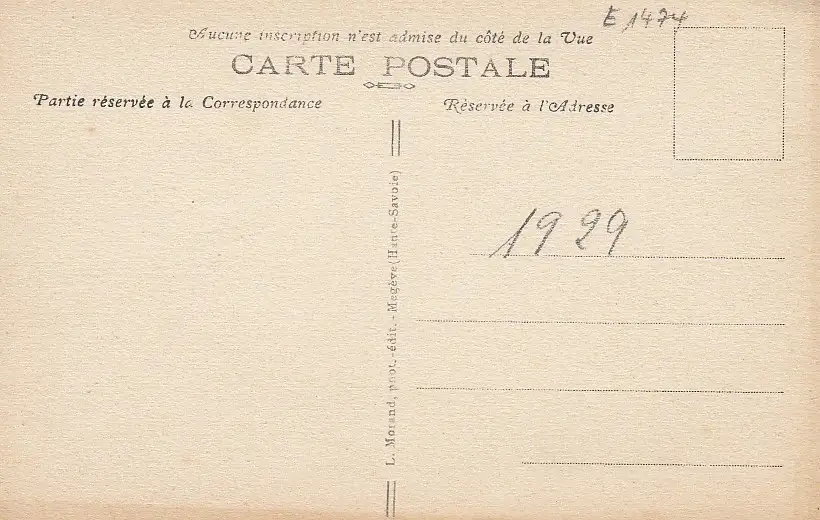 E 1474
Aucune inscription n'est admise du côté de la Vue
CARTE POSTALE
Partie réservée à la Correspondance
Réservée à l'Adresse
L. Morand, phot.-édit. - Megève (Haute-Savoie)
1929